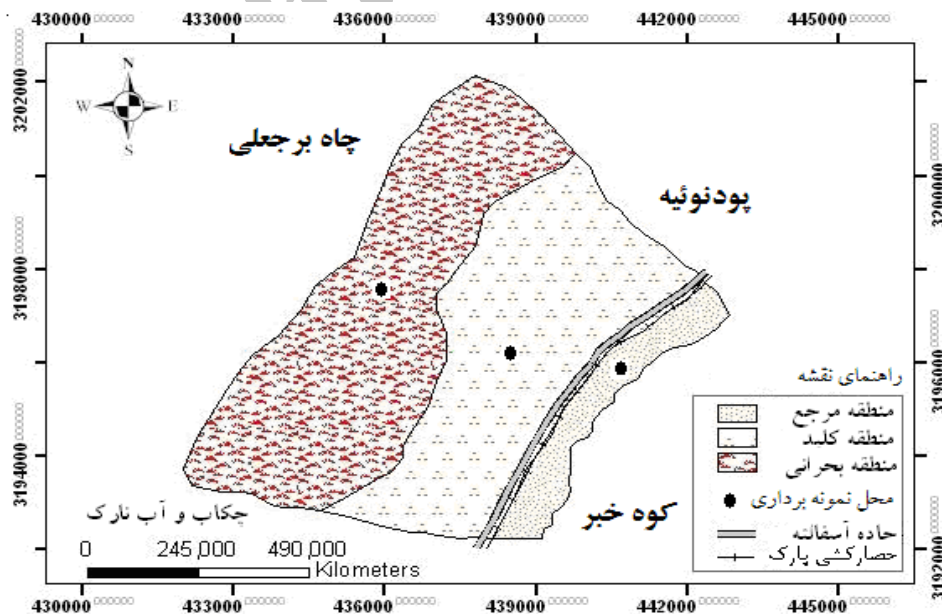 430000 433000 436000 439000 442000 445000
3202000
3200000
3198000
3196000
3194000
3192000
N
W E
S
چاه برجعلی
پودنوئیه
کوه خبر
چکاب و آب نارک
0 245,000 490,000
Kilometers
راهنمای نقشه
منطقه مرجع
منطقه کلید
منطقه بحرانی
محل نمونه برداری
جاده آسفالته
حصارکشی پارک
430000 433000 436000 439000 442000 445000